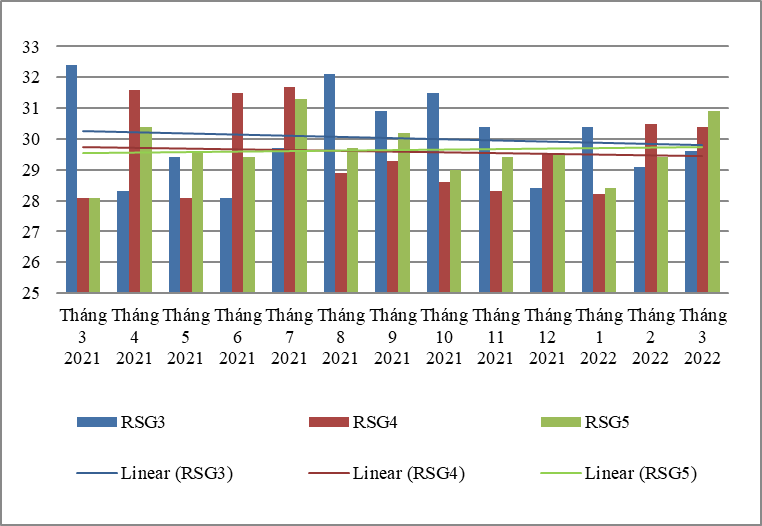 33
32
31
30
29
28
27
26
25
Tháng Tháng Tháng Tháng Tháng Tháng Tháng Tháng Tháng Tháng Tháng Tháng Tháng
3 4 5 6 7 8 9 10 11 12 1 2 3
2021 2021 2021 2021 2021 2021 2021 2021 2021 2021 2022 2022 2022
RSG3 RSG4 RSG5
Linear (RSG3) Linear (RSG4) Linear (RSG5)